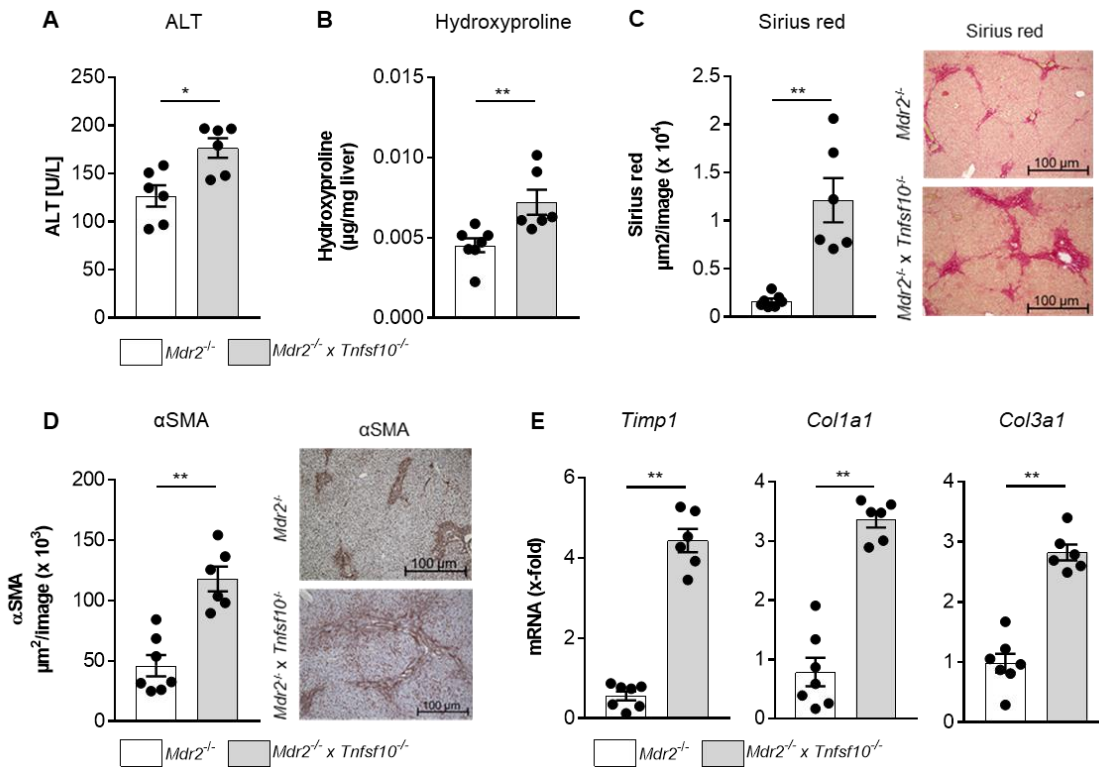 A
ALT
ALT [U/L]
250
200
150
100
50
0
*
B
Hydroxyproline
Hydroxyproline
(µg/mg liver)
0.015
0.010
0.005
0.000
**
C
Sirius red
Sirius red
µm2/image (x 10⁴)
2.5
2
1.5
1
0.5
0
**
Sirius red
Mdr2⁻/⁻
100 µm
Mdr2⁻/⁻ x Tnfsf10⁻/⁻
100 µm
Mdr2⁻/⁻
Mdr2⁻/⁻ x Tnfsf10⁻/⁻
D
αSMA
αSMA
µm²/image (x 10³)
200
150
100
50
0
**
αSMA
Mdr2⁻/⁻
100 µm
Mdr2⁻/⁻ x Tnfsf10⁻/⁻
100 µm
Mdr2⁻/⁻
Mdr2⁻/⁻ x Tnfsf10⁻/⁻
E
Timp1
mRNA (x-fold)
6
4
2
0
**
Col1a1
4
3
2
1
0
**
Col3a1
4
3
2
1
0
**
Mdr2⁻/⁻
Mdr2⁻/⁻ x Tnfsf10⁻/⁻